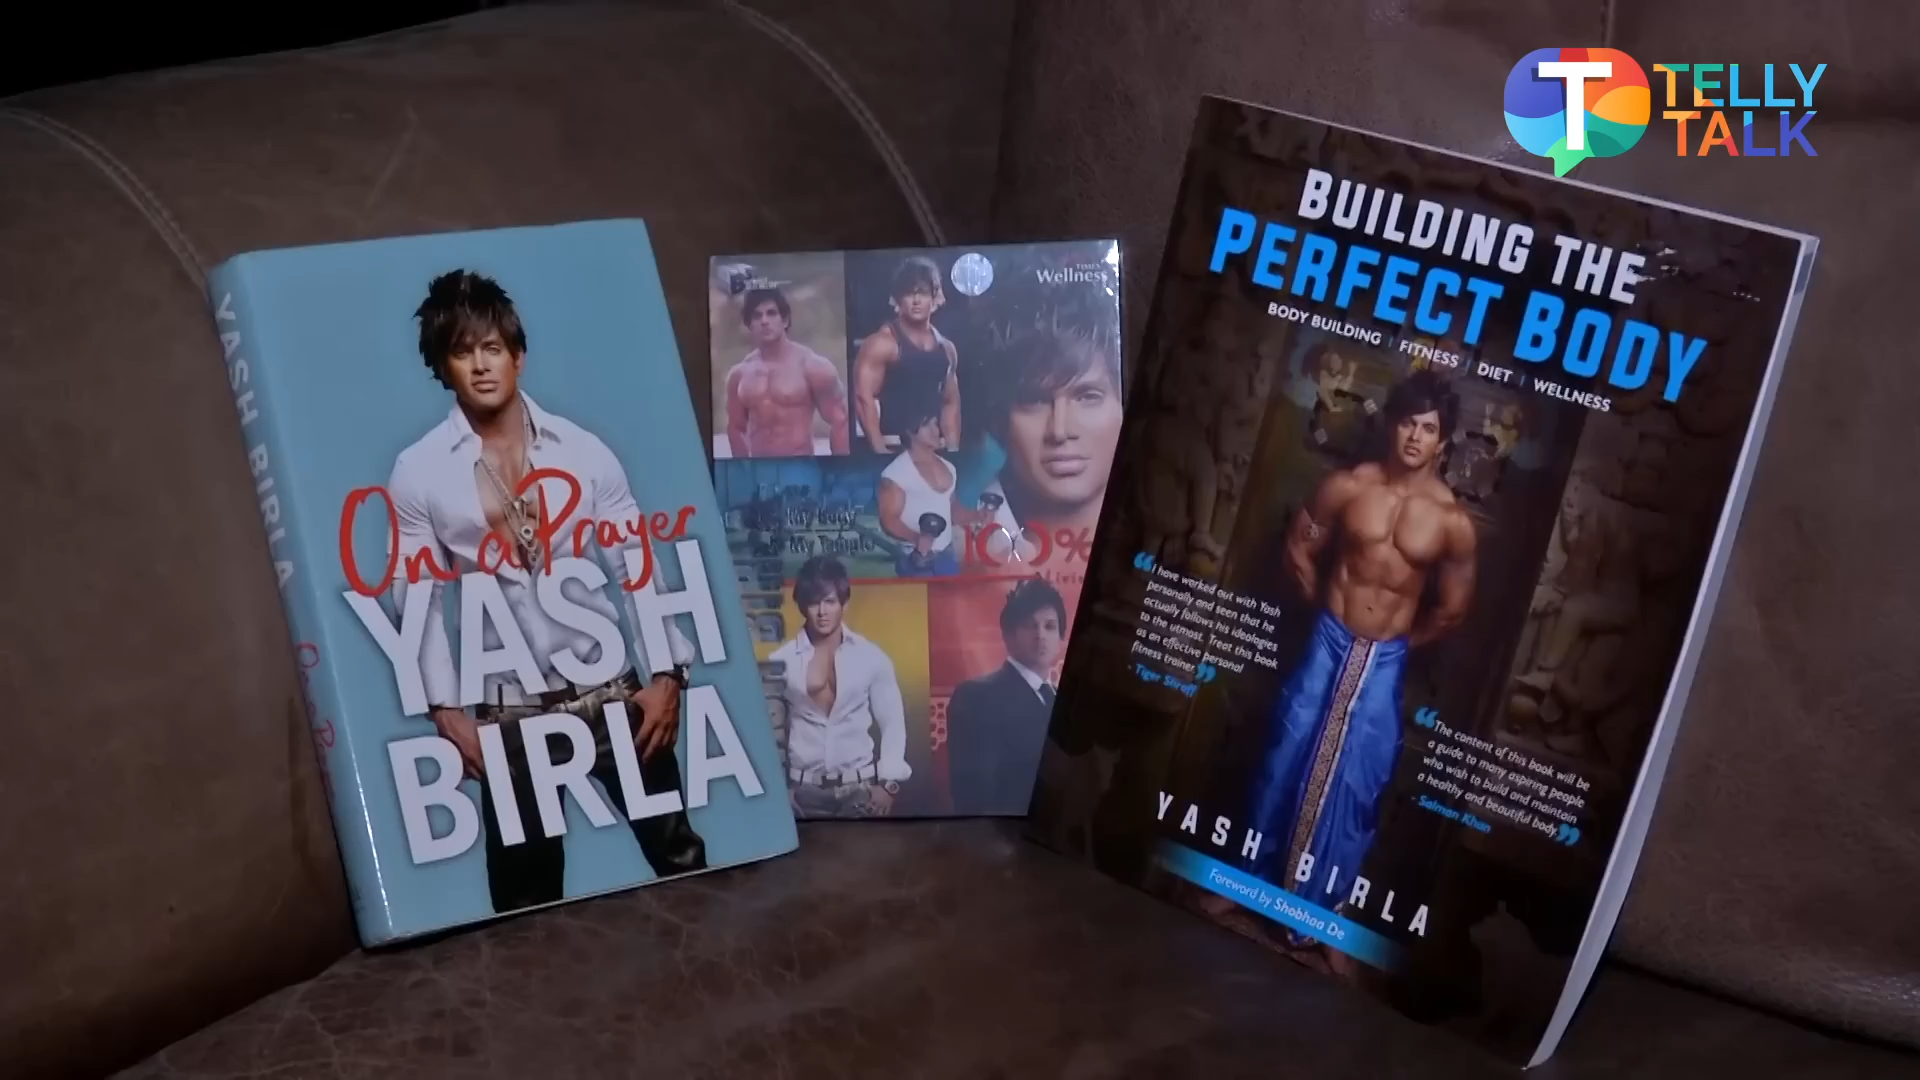 TELLY
TALK
YASH BIRLA
On a Prayer
YASH
BIRLA
TIMES
Wellness
My Body
My Temple
100%
Living
BUILDING THE
PERFECT BODY
BODY BUILDING | FITNESS | DIET | WELLNESS
“I have worked out with Yash
personally and seen that he
actually follows his ideologies
to the utmost. Treat this book
as an effective personal
fitness trainer.”
- Tiger Shroff
“The content of this book will be
a guide to many aspiring people
who wish to build and maintain
a healthy and beautiful body.”
- Salman Khan
YASH BIRLA
Foreword by Shobhaa De